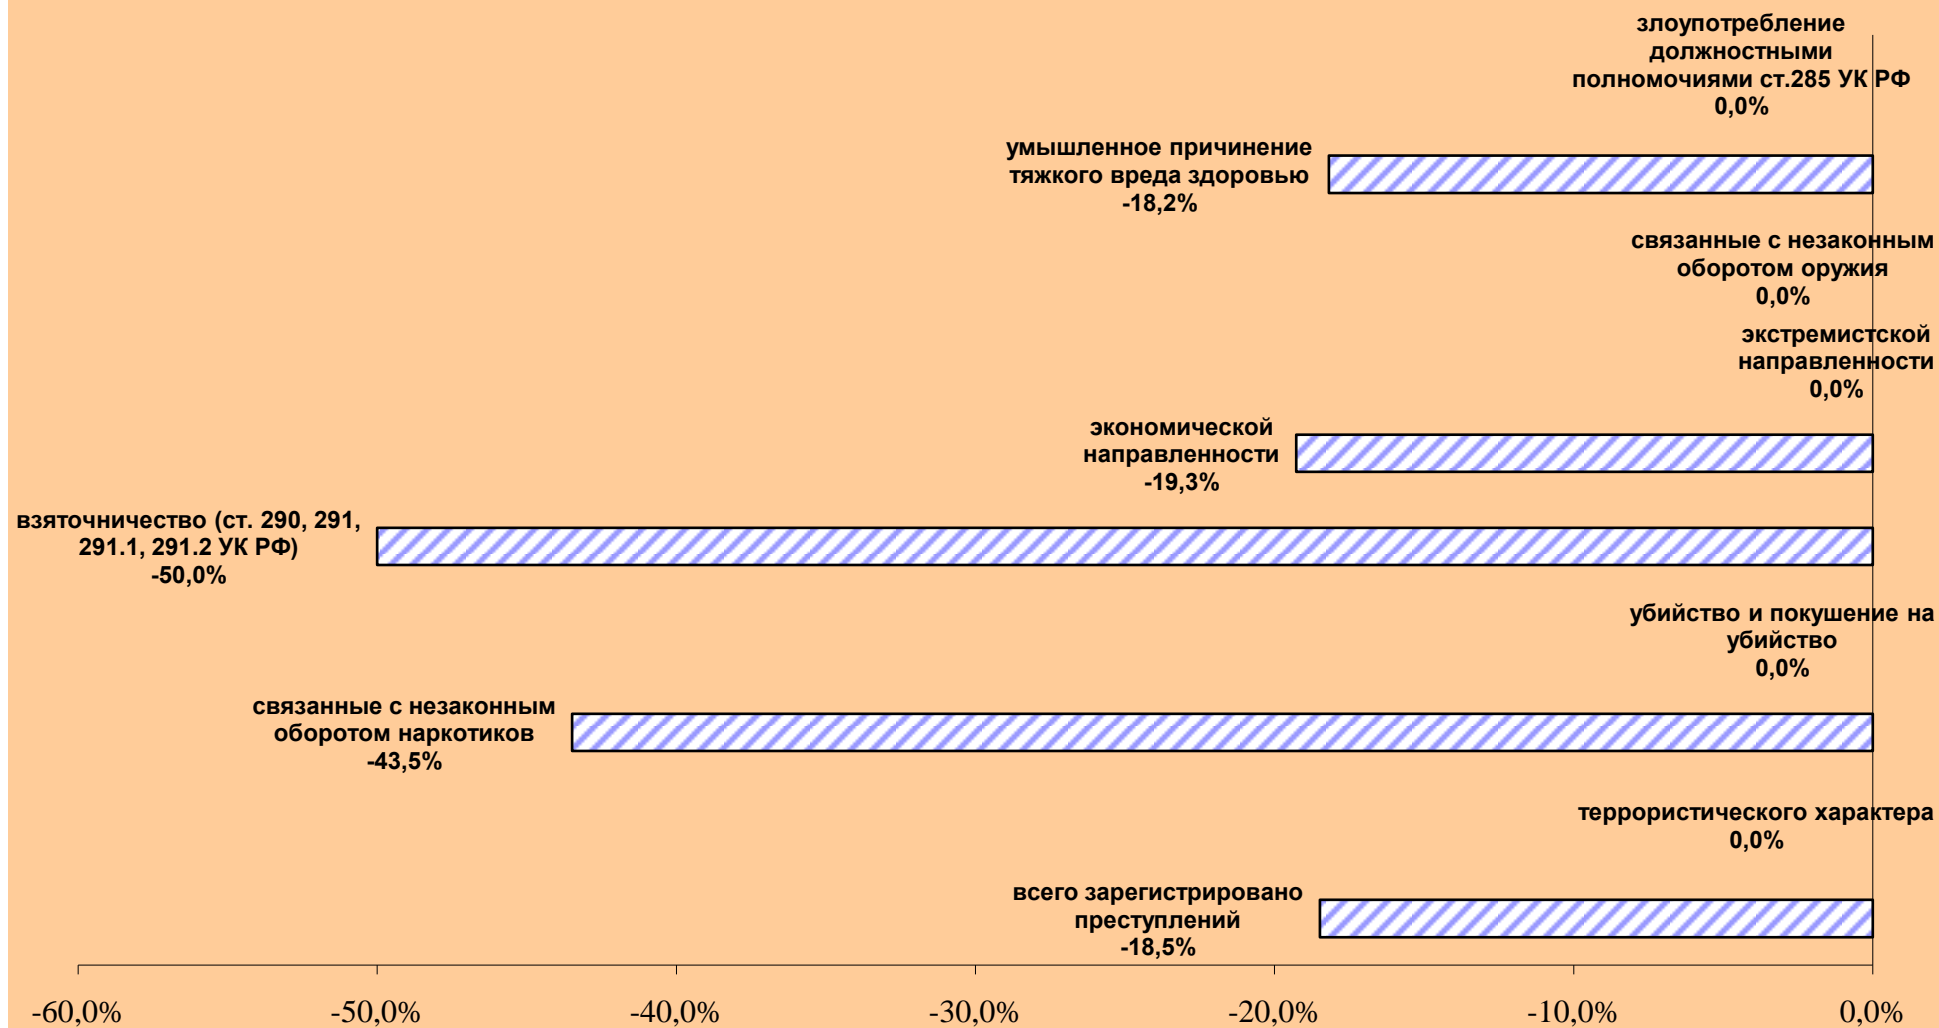 злоупотребление
должностными
полномочиями ст.285 УК РФ
0,0%
умышленное причинение
тяжкого вреда здоровью
-18,2%
связанные с незаконным
оборотом оружия
0,0%
экстремистской
направленности
0,0%
экономической
направленности
-19,3%
взяточничество (ст. 290, 291,
291.1, 291.2 УК РФ)
-50,0%
убийство и покушение на
убийство
0,0%
связанные с незаконным
оборотом наркотиков
-43,5%
террористического характера
0,0%
всего зарегистрировано
преступлений
-18,5%
-60,0% -50,0% -40,0% -30,0% -20,0% -10,0% 0,0%